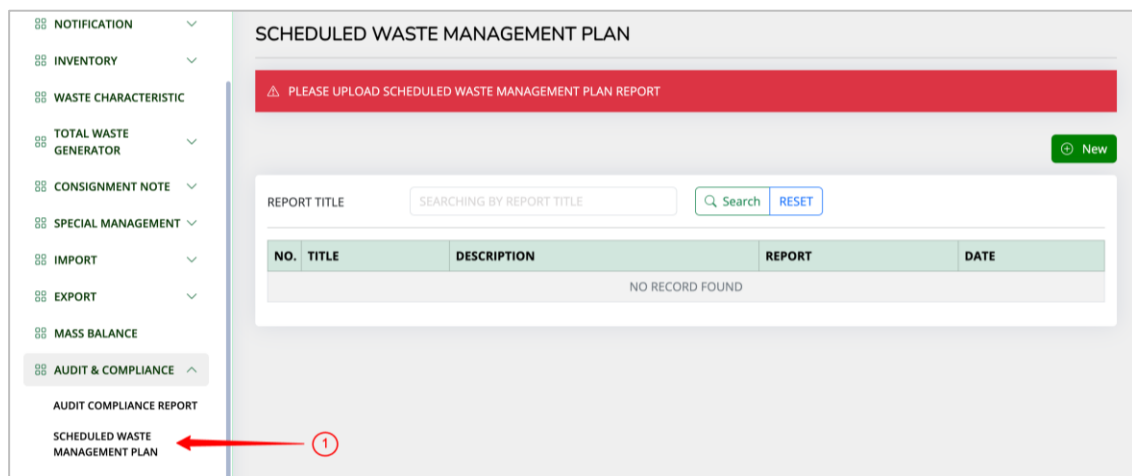 NOTIFICATION
INVENTORY
WASTE CHARACTERISTIC
TOTAL WASTE
GENERATOR
CONSIGNMENT NOTE
SPECIAL MANAGEMENT
IMPORT
EXPORT
MASS BALANCE
AUDIT & COMPLIANCE
AUDIT COMPLIANCE REPORT
SCHEDULED WASTE
MANAGEMENT PLAN
1
SCHEDULED WASTE MANAGEMENT PLAN
PLEASE UPLOAD SCHEDULED WASTE MANAGEMENT PLAN REPORT
New
REPORT TITLE SEARCHING BY REPORT TITLE Search RESET
NO. TITLE DESCRIPTION REPORT DATE
NO RECORD FOUND